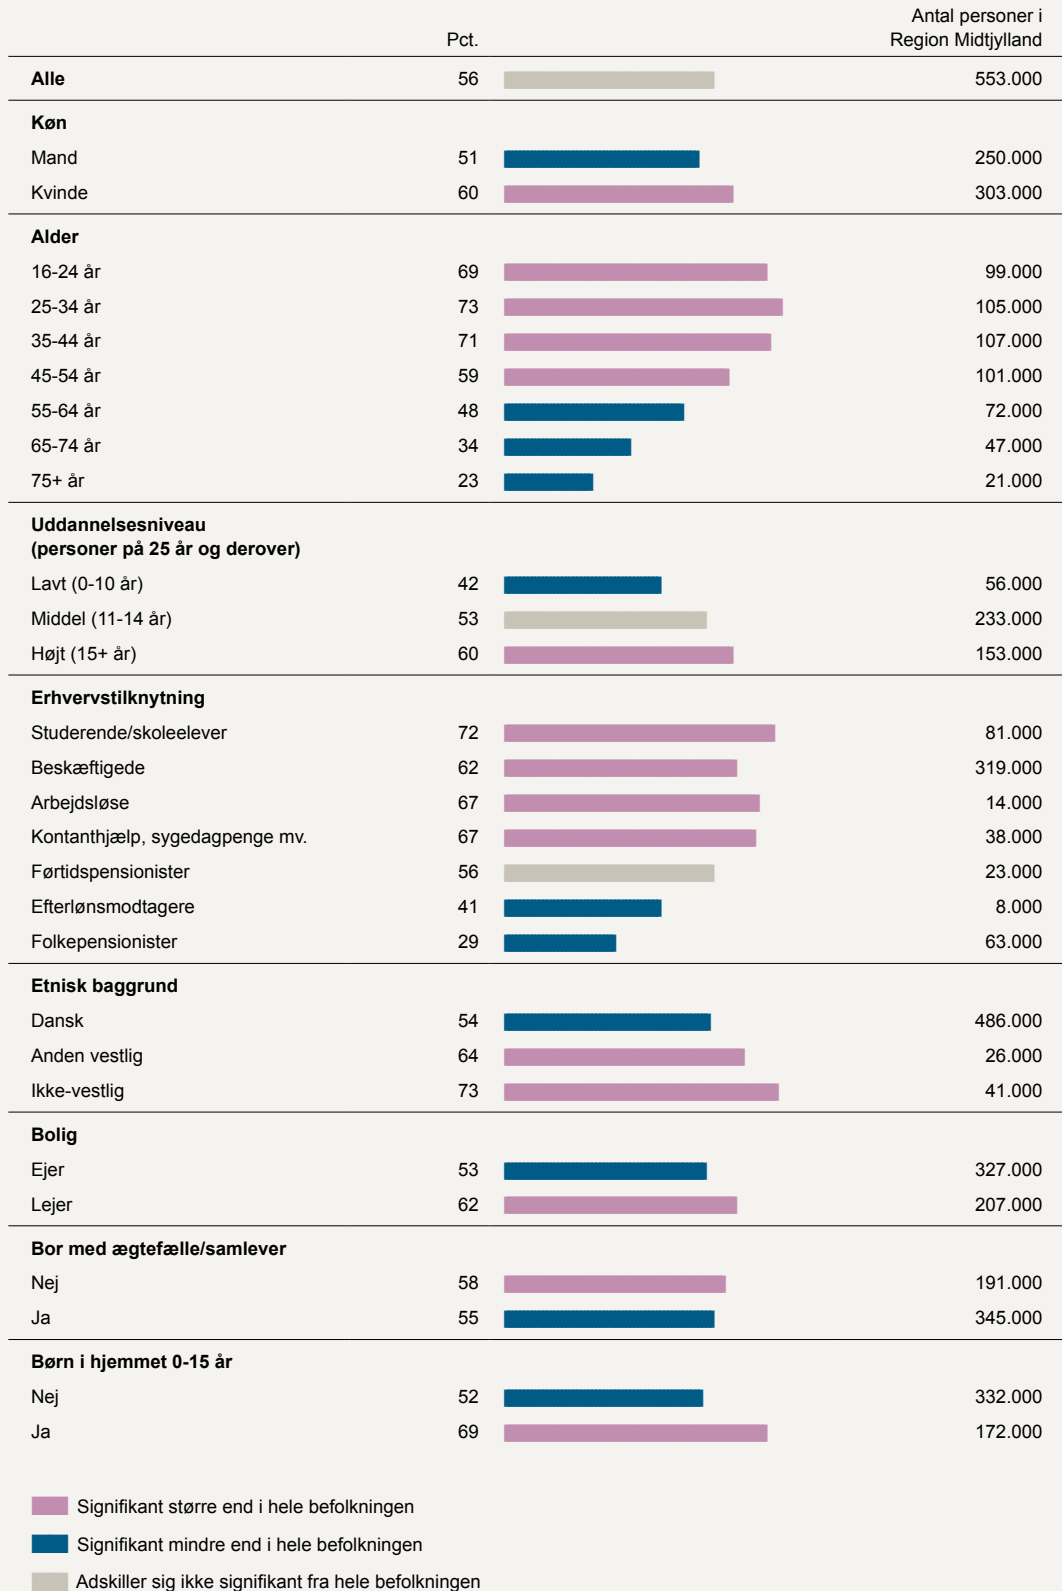 Antal personer i
Pct. Region Midtjylland
Alle 56 553.000
Køn
Mand 51 250.000
Kvinde 60 303.000
Alder
16-24 år 69 99.000
25-34 år 73 105.000
35-44 år 71 107.000
45-54 år 59 101.000
55-64 år 48 72.000
65-74 år 34 47.000
75+ år 23 21.000
Uddannelsesniveau
(personer på 25 år og derover)
Lavt (0-10 år) 42 56.000
Middel (11-14 år) 53 233.000
Højt (15+ år) 60 153.000
Erhvervstilknytning
Studerende/skoleelever 72 81.000
Beskæftigede 62 319.000
Arbejdsløse 67 14.000
Kontanthjælp, sygedagpenge mv. 67 38.000
Førtidspensionister 56 23.000
Efterlønsmodtagere 41 8.000
Folkepensionister 29 63.000
Etnisk baggrund
Dansk 54 486.000
Anden vestlig 64 26.000
Ikke-vestlig 73 41.000
Bolig
Ejer 53 327.000
Lejer 62 207.000
Bor med ægtefælle/samlever
Nej 58 191.000
Ja 55 345.000
Børn i hjemmet 0-15 år
Nej 52 332.000
Ja 69 172.000
Signifikant større end i hele befolkningen
Signifikant mindre end i hele befolkningen
Adskiller sig ikke signifikant fra hele befolkningen